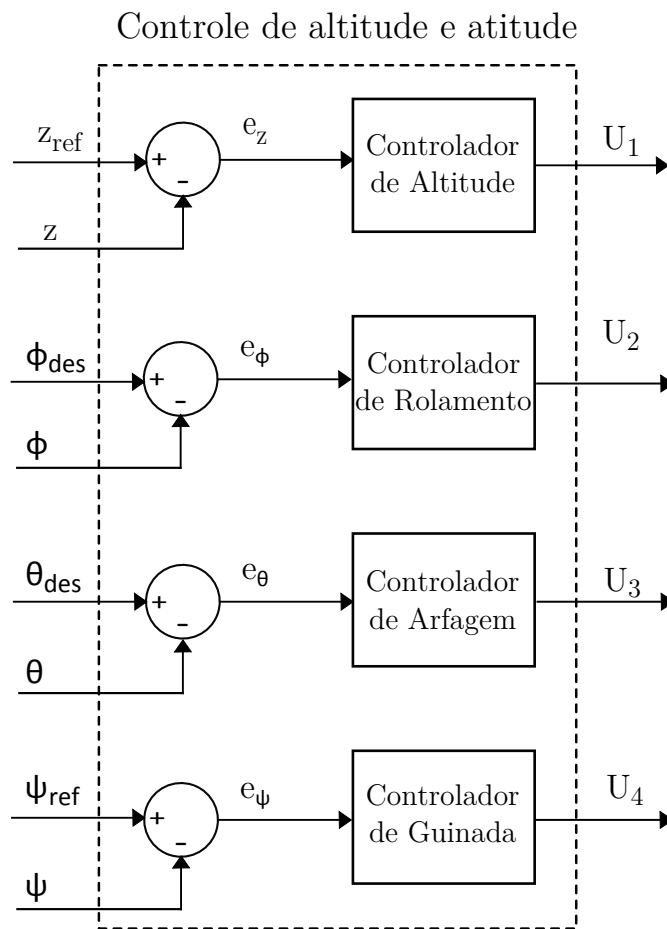 Controle de altitude e atitude
z_ref
+
-
z
e_z
Controlador
de Altitude
U_1
ϕ_des
+
-
ϕ
e_ϕ
Controlador
de Rolamento
U_2
θ_des
+
-
θ
e_θ
Controlador
de Arfagem
U_3
ψ_ref
+
-
ψ
e_ψ
Controlador
de Guinada
U_4